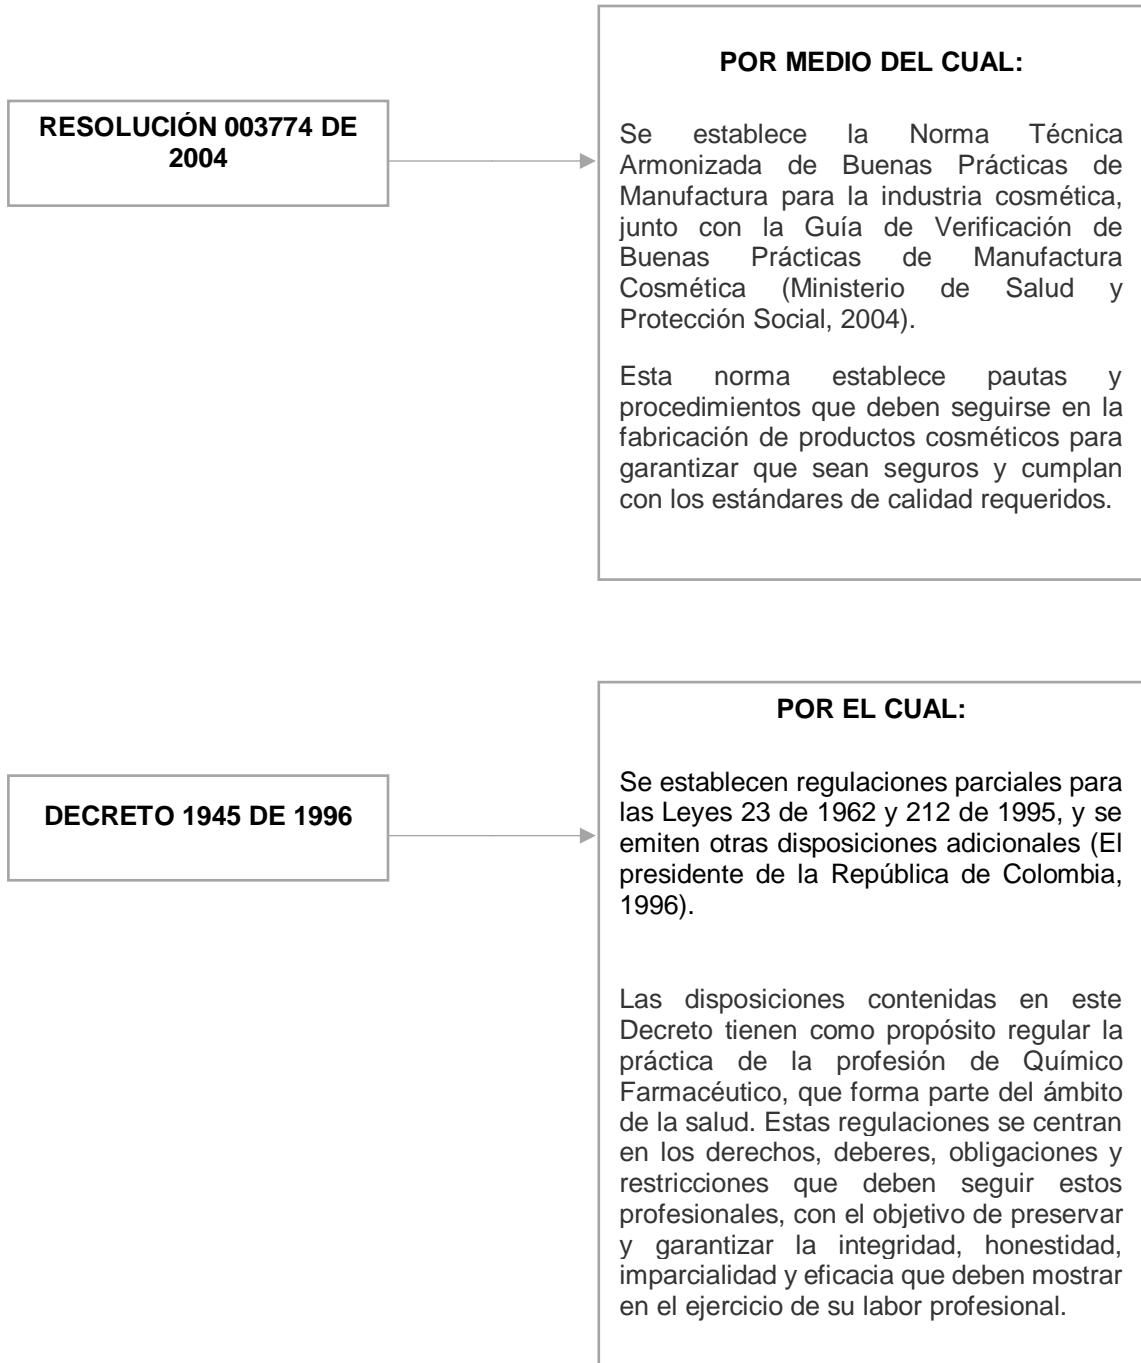 RESOLUCIÓN 003774 DE
2004
POR MEDIO DEL CUAL:
Se establece la Norma Técnica
Armonizada de Buenas Prácticas de
Manufactura para la industria cosmética,
junto con la Guía de Verificación de
Buenas Prácticas de Manufactura
Cosmética (Ministerio de Salud y
Protección Social, 2004).
Esta norma establece pautas y
procedimientos que deben seguirse en la
fabricación de productos cosméticos para
garantizar que sean seguros y cumplan
con los estándares de calidad requeridos.
DECRETO 1945 DE 1996
POR EL CUAL:
Se establecen regulaciones parciales para
las Leyes 23 de 1962 y 212 de 1995, y se
emiten otras disposiciones adicionales (El
presidente de la República de Colombia,
1996).
Las disposiciones contenidas en este
Decreto tienen como propósito regular la
práctica de la profesión de Químico
Farmacéutico, que forma parte del ámbito
de la salud. Estas regulaciones se centran
en los derechos, deberes, obligaciones y
restricciones que deben seguir estos
profesionales, con el objetivo de preservar
y garantizar la integridad, honestidad,
imparcialidad y eficacia que deben mostrar
en el ejercicio de su labor profesional.